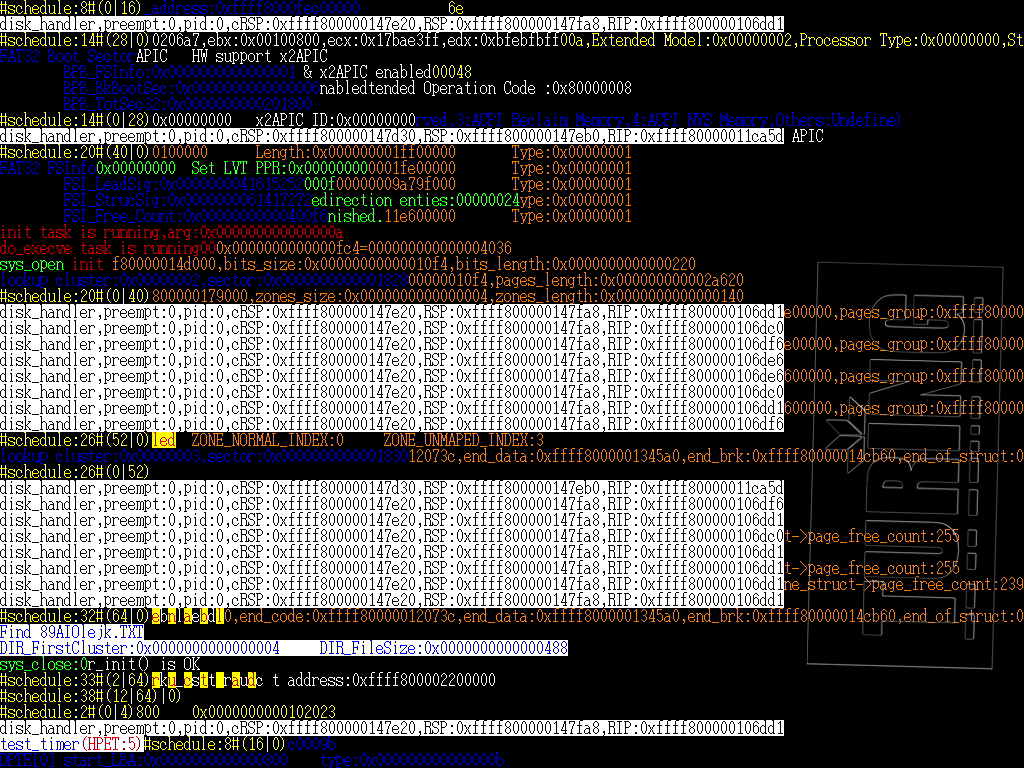 #schedule:8#(0|16)_address:0xffff8000fec00000 6e
disk_handler,preempt:0,pid:0,cRSP:0xffff800000147e20,RSP:0xffff800000147fa8,RIP:0xffff800000106dd1
#schedule:14#(28|0)0206a7,ebx:0x00100800,ecx:0x17bae3ff,edx:0xbfebfbff00a,Extended Model:0x00000002,Processor Type:0x00000000,St
FAT32 Boot SectorAPIC HW support x2APIC
BPB_FSInfo:0x0000000000000001 & x2APIC enabled00048
BPB_BkBootSec:0x0000000000000006nabledtended Operation Code :0x80000008
BPB_TotSec32:0x0000000000201800
#schedule:14#(0|28)0x00000000 x2APIC ID:0x00000000rved,3:ACPI Reclaim Memory,4:ACPI NVS Memory,Others:Undefine)
disk_handler,preempt:0,pid:0,cRSP:0xffff800000147d30,RSP:0xffff800000147eb0,RIP:0xffff80000011ca5d APIC
#schedule:20#(40|0)0100000 Length:0x000000001ff00000 Type:0x00000001
FAT32 FSInfo0x00000000 Set LVT PPR:0x000000000001fe00000 Type:0x00000001
FSI_LeadSig:0x0000000041615252000f00000009a79f000 Type:0x00000001
FSI_StrucSig:0x0000000061417272edirection enties:00000024ype:0x00000001
FSI_Free_Count:0x00000000000400f6nished.11e600000 Type:0x00000001
init task is running,arg:0x000000000000000a
do_execve task is running000x0000000000000fc4=000000000000004036
sys_open init f80000014d000,bits_size:0x00000000000010f4,bits_length:0x0000000000000220
lookup cluster:0x00000002,sector:0x000000000000182800000010f4,pages_length:0x000000000002a620
#schedule:20#(0|40)800000179000,zones_size:0x0000000000000004,zones_length:0x0000000000000140
disk_handler,preempt:0,pid:0,cRSP:0xffff800000147e20,RSP:0xffff800000147fa8,RIP:0xffff800000106dd1e00000,pages_group:0xffff80000
disk_handler,preempt:0,pid:0,cRSP:0xffff800000147e20,RSP:0xffff800000147fa8,RIP:0xffff800000106dc0
disk_handler,preempt:0,pid:0,cRSP:0xffff800000147e20,RSP:0xffff800000147fa8,RIP:0xffff800000106df6e00000,pages_group:0xffff80000
disk_handler,preempt:0,pid:0,cRSP:0xffff800000147e20,RSP:0xffff800000147fa8,RIP:0xffff800000106de6
disk_handler,preempt:0,pid:0,cRSP:0xffff800000147e20,RSP:0xffff800000147fa8,RIP:0xffff800000106de6600000,pages_group:0xffff80000
disk_handler,preempt:0,pid:0,cRSP:0xffff800000147e20,RSP:0xffff800000147fa8,RIP:0xffff800000106dc0
disk_handler,preempt:0,pid:0,cRSP:0xffff800000147e20,RSP:0xffff800000147fa8,RIP:0xffff800000106dd1600000,pages_group:0xffff80000
disk_handler,preempt:0,pid:0,cRSP:0xffff800000147e20,RSP:0xffff800000147fa8,RIP:0xffff800000106df6
#schedule:26#(52|0)led ZONE_NORMAL_INDEX:0 ZONE_UNMAPED_INDEX:3
lookup cluster:0x00000003,sector:0x000000000000183012073c,end_data:0xffff8000001345a0,end_brk:0xffff80000014cb60,end_of_struct:0
#schedule:26#(0|52)
disk_handler,preempt:0,pid:0,cRSP:0xffff800000147d30,RSP:0xffff800000147eb0,RIP:0xffff80000011ca5d
disk_handler,preempt:0,pid:0,cRSP:0xffff800000147e20,RSP:0xffff800000147fa8,RIP:0xffff800000106df6
disk_handler,preempt:0,pid:0,cRSP:0xffff800000147e20,RSP:0xffff800000147fa8,RIP:0xffff800000106dd1
disk_handler,preempt:0,pid:0,cRSP:0xffff800000147e20,RSP:0xffff800000147fa8,RIP:0xffff800000106dc0t->page_free_count:255
disk_handler,preempt:0,pid:0,cRSP:0xffff800000147e20,RSP:0xffff800000147fa8,RIP:0xffff800000106dd1
disk_handler,preempt:0,pid:0,cRSP:0xffff800000147e20,RSP:0xffff800000147fa8,RIP:0xffff800000106dd1t->page_free_count:255
disk_handler,preempt:0,pid:0,cRSP:0xffff800000147e20,RSP:0xffff800000147fa8,RIP:0xffff800000106dd1ne_struct->page_free_count:239
disk_handler,preempt:0,pid:0,cRSP:0xffff800000147e20,RSP:0xffff800000147fa8,RIP:0xffff800000106dd1
#schedule:32#(64|0)ebnlaebdl0,end_code:0xffff80000012073c,end_data:0xffff8000001345a0,end_brk:0xffff80000014cb60,end_of_struct:0
Find 89AIOlejk.TXT
DIR_FirstCluster:0x0000000000000004 DIR_FileSize:0x0000000000000488
sys_close:0r_init() is OK
#schedule:33#(2|64)rku_cstt raudc t address:0xffff800002200000
#schedule:38#(12|64)|0)
#schedule:2#(0|4)800 0x0000000000102023
disk_handler,preempt:0,pid:0,cRSP:0xffff800000147e20,RSP:0xffff800000147fa8,RIP:0xffff800000106dd1
test_timer(HPET:5)#schedule:8#(16|0)c0009b
DPTE[0] start_LBA:0x0000000000000800 type:0x000000000000000b
TURING